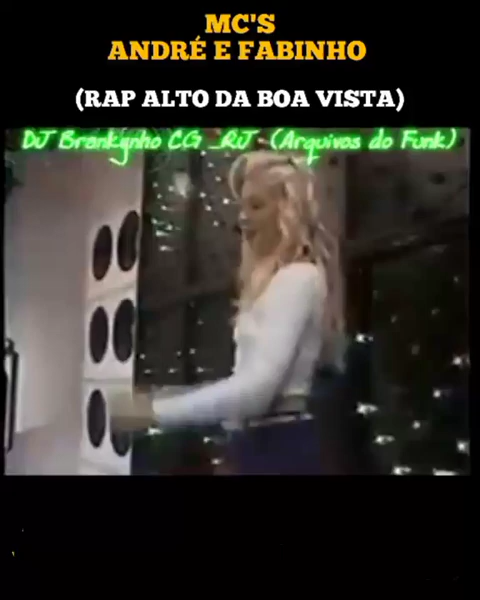 MC'S
ANDRÉ E FABINHO
(RAP ALTO DA BOA VISTA)
DJ Brankynho CG _RJ - (Arquivos do Funk)